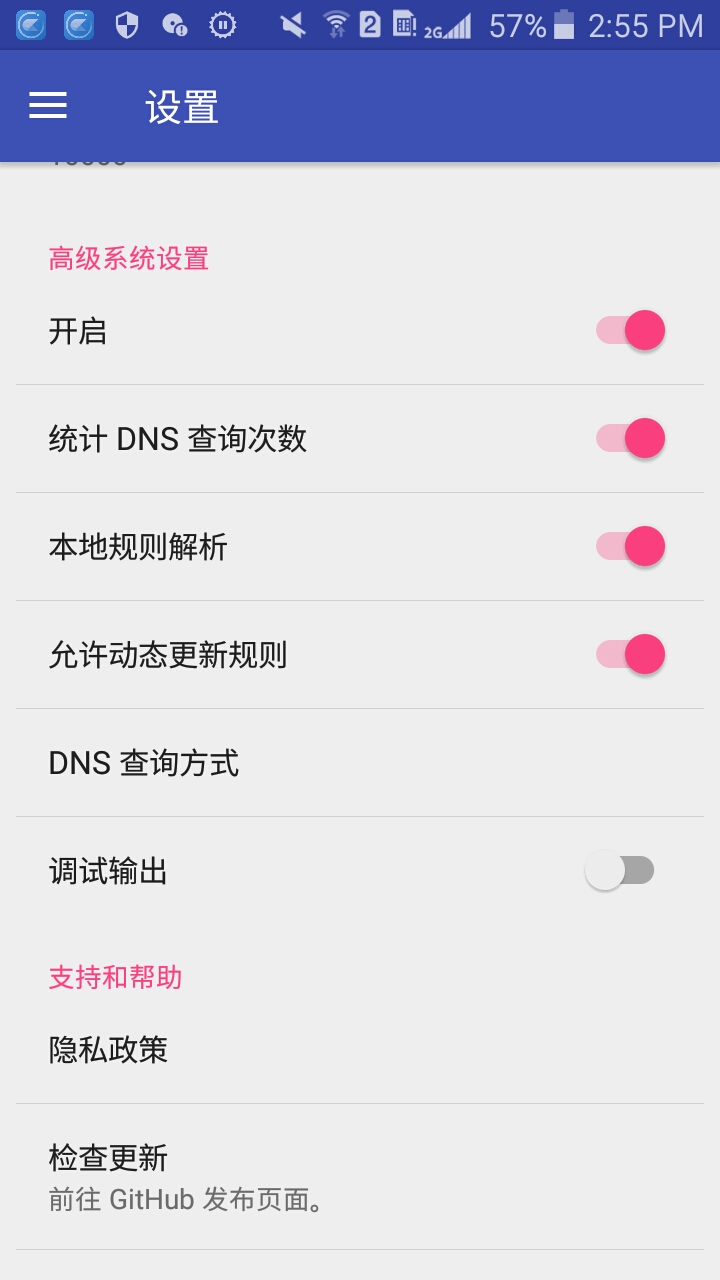 2
2G
57%
2:55 PM
设置
高级系统设置
开启
统计 DNS 查询次数
本地规则解析
允许动态更新规则
DNS 查询方式
调试输出
支持和帮助
隐私政策
检查更新
前往 GitHub 发布页面。